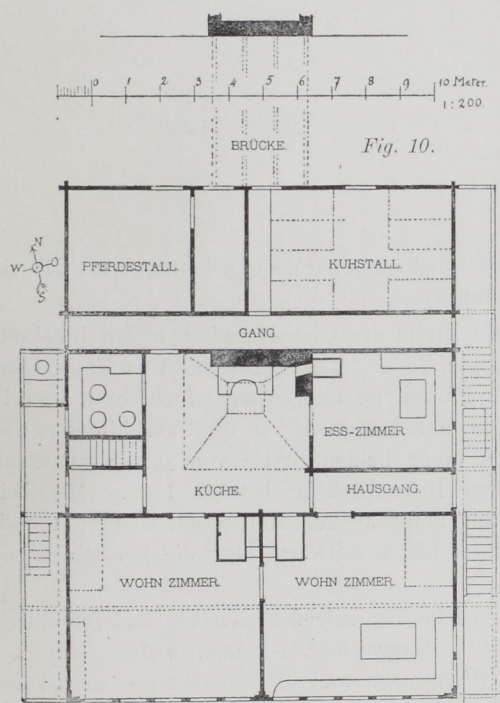 0 1 2 3 4 5 6 7 8 9 10 Meter.
1:200.
BRÜCKE.
Fig. 10.
N
W O
S
PFERDESTALL.
KUHSTALL.
GANG.
ESS-ZIMMER
KÜCHE.
HAUSGANG.
WOHN ZIMMER.
WOHN ZIMMER.